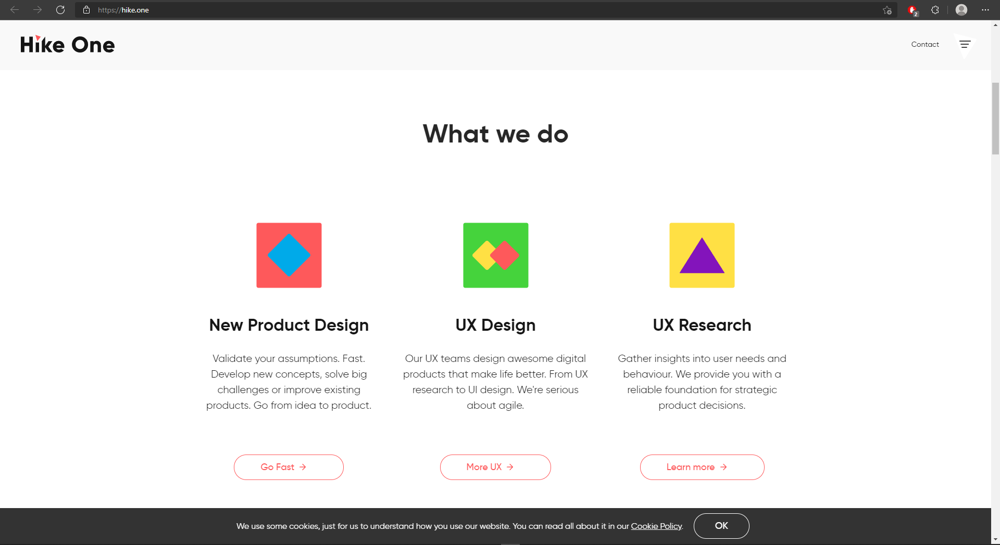 https://hike.one
2
Hike One
Contact
What we do
New Product Design
Validate your assumptions. Fast.
Develop new concepts, solve big
challenges or improve existing
products. Go from idea to product.
Go Fast →
UX Design
Our UX teams design awesome digital
products that make life better. From UX
research to UI design. We're serious
about agile.
More UX →
UX Research
Gather insights into user needs and
behaviour. We provide you with a
reliable foundation for strategic
product decisions.
Learn more →
We use some cookies, just for us to understand how you use our website. You can read all about it in our Cookie Policy.
OK